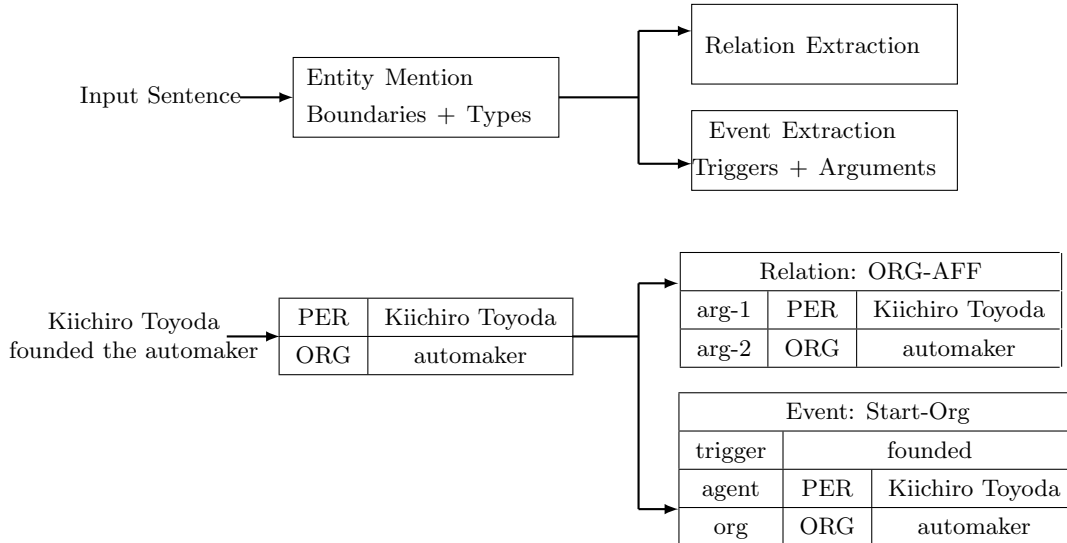 Input Sentence
Entity Mention
Boundaries + Types
Relation Extraction
Event Extraction
Triggers + Arguments
Kiichiro Toyoda
founded the automaker
PER Kiichiro Toyoda
ORG automaker
Relation: ORG-AFF
arg-1 PER Kiichiro Toyoda
arg-2 ORG automaker
Event: Start-Org
trigger founded
agent PER Kiichiro Toyoda
org ORG automaker